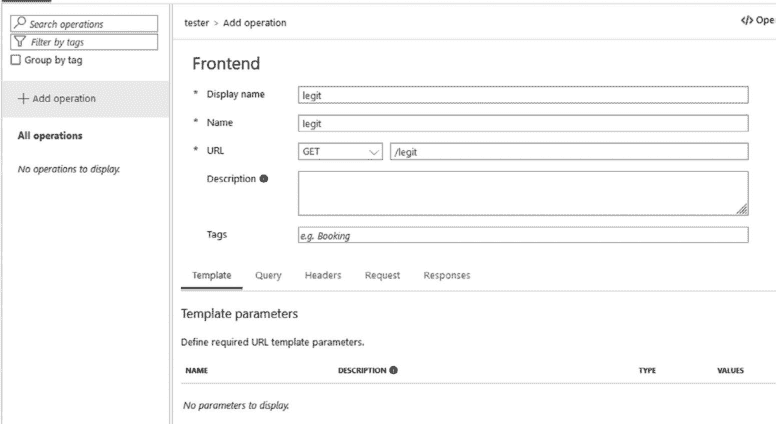 Search operations
Filter by tags
Group by tag
+ Add operation
All operations
No operations to display.
tester > Add operation
</> Ope
Frontend
* Display name legit
* Name legit
* URL GET /legit
Description
Tags e.g. Booking
Template Query Headers Request Responses
Template parameters
Define required URL template parameters.
NAME DESCRIPTION TYPE VALUES
No parameters to display.